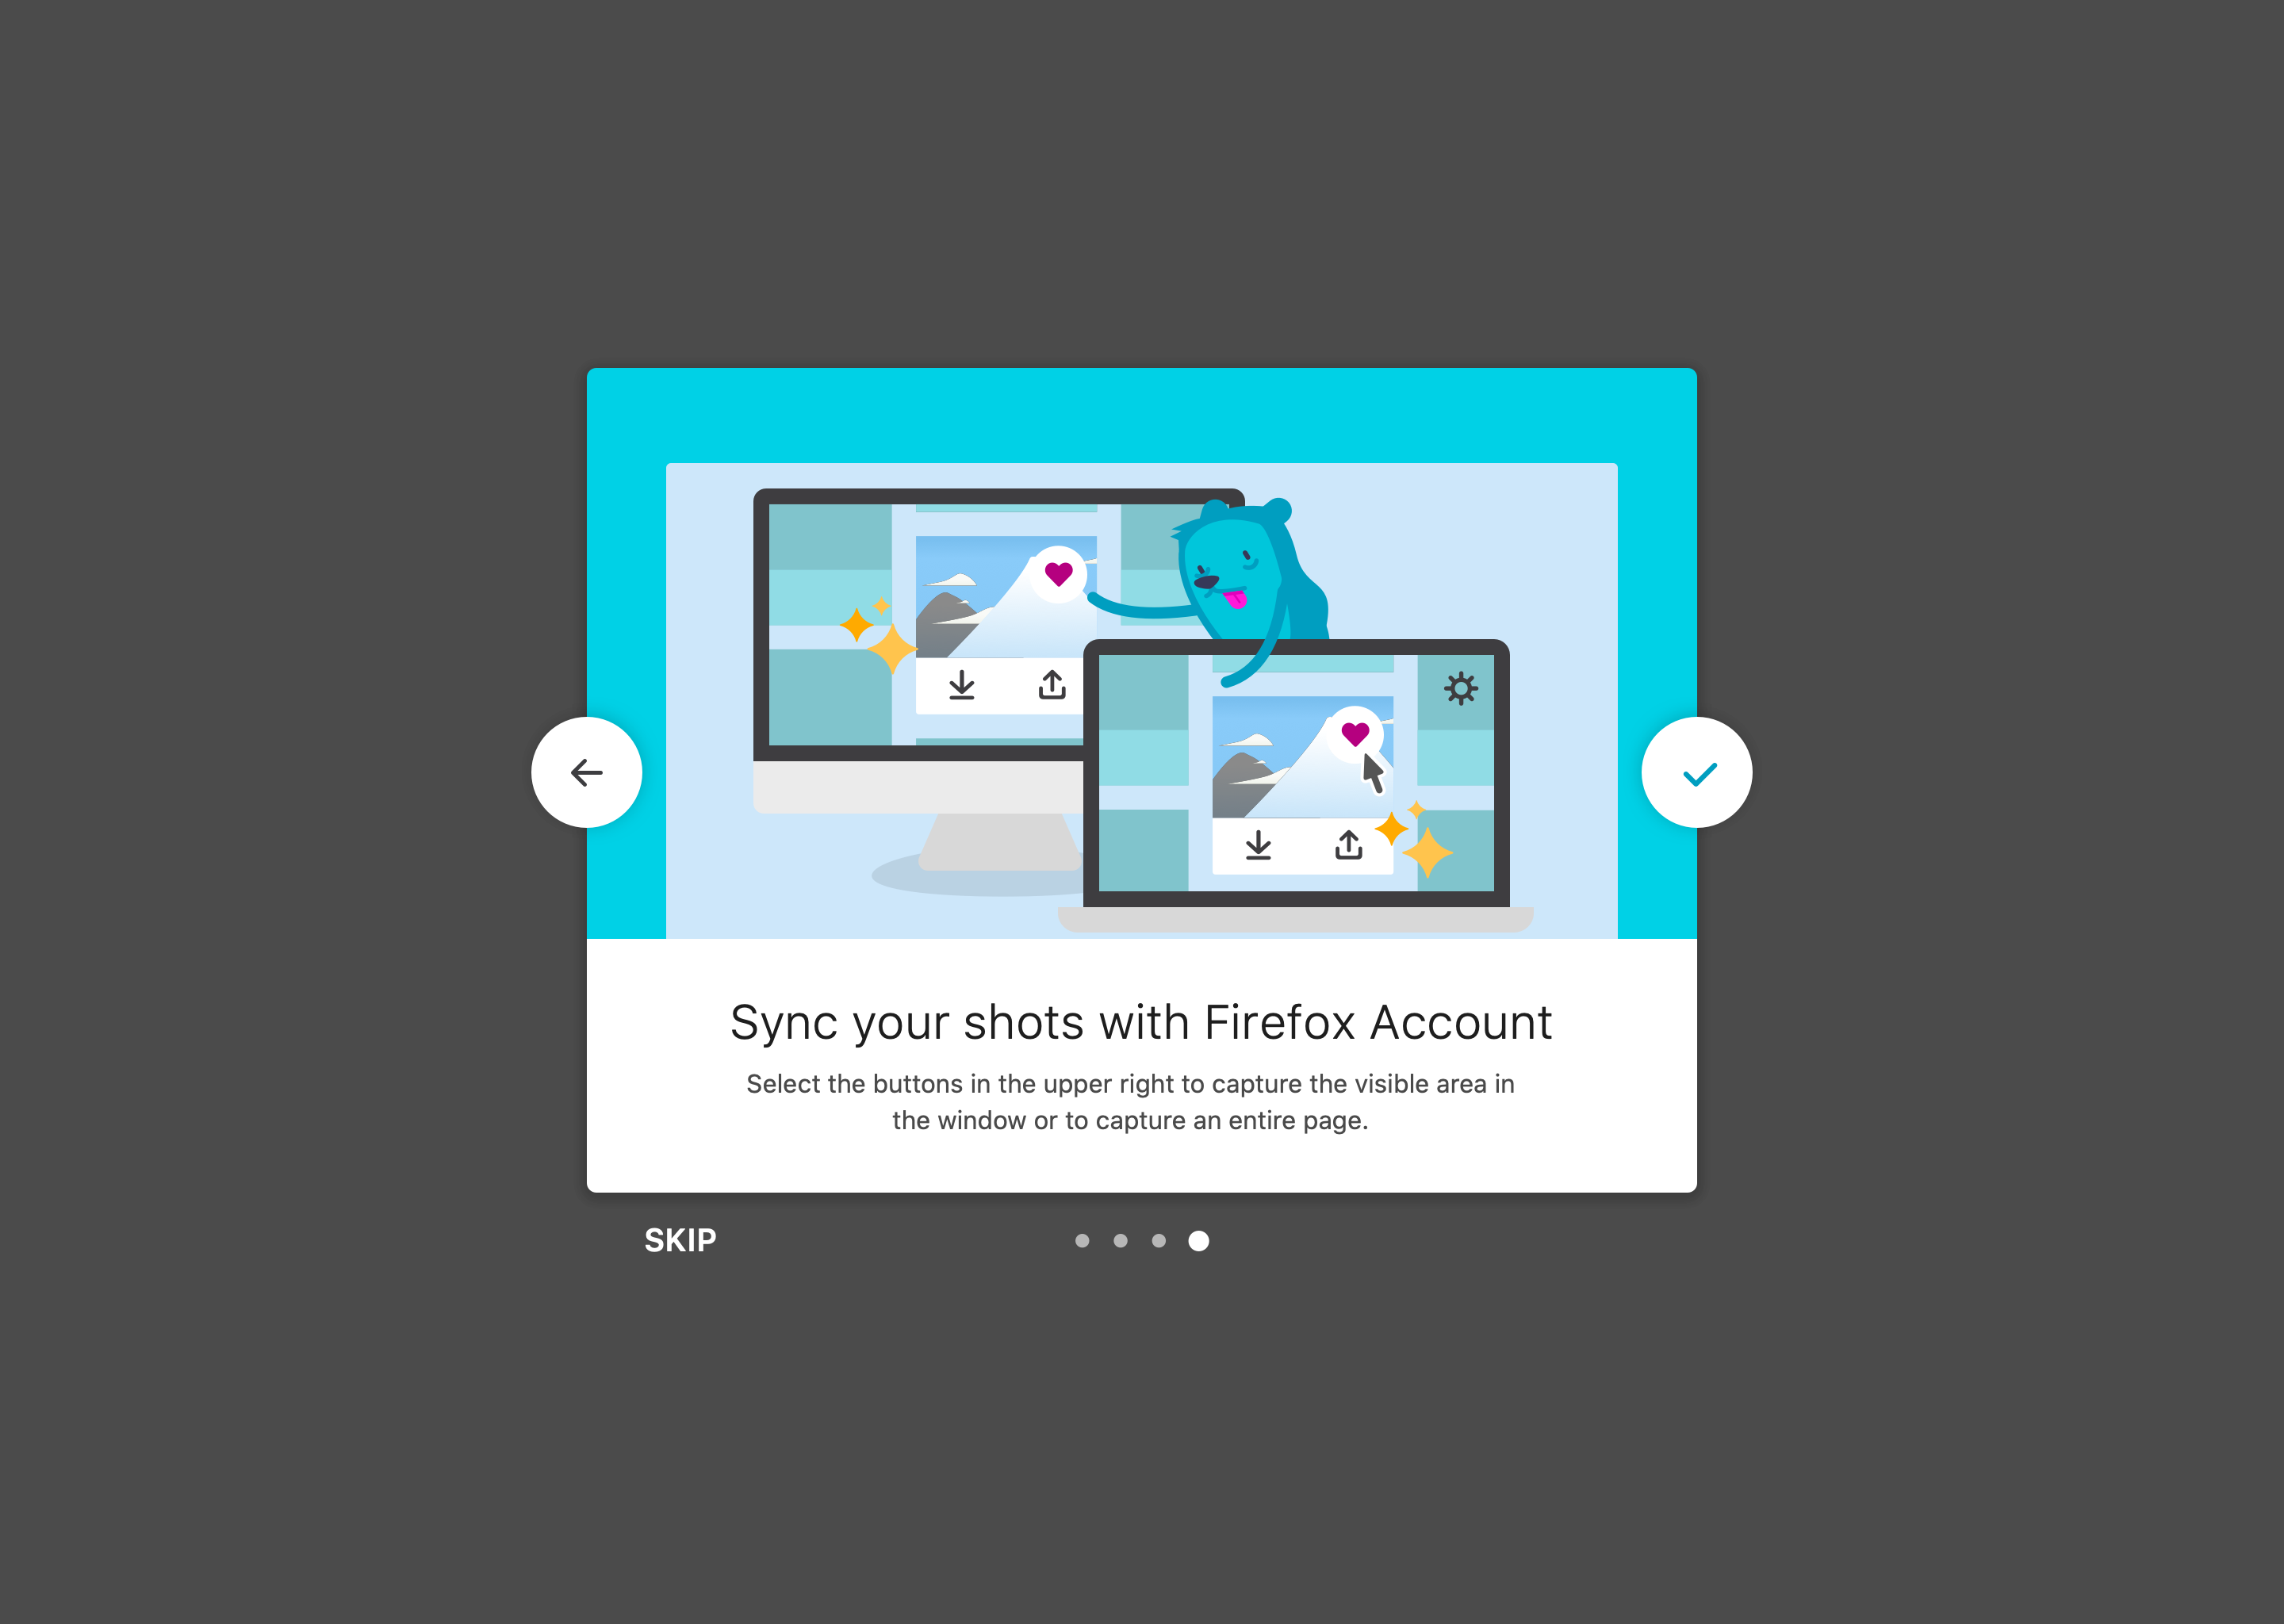 Sync your shots with Firefox Account
Select the buttons in the upper right to capture the visible area in
the window or to capture an entire page.
SKIP